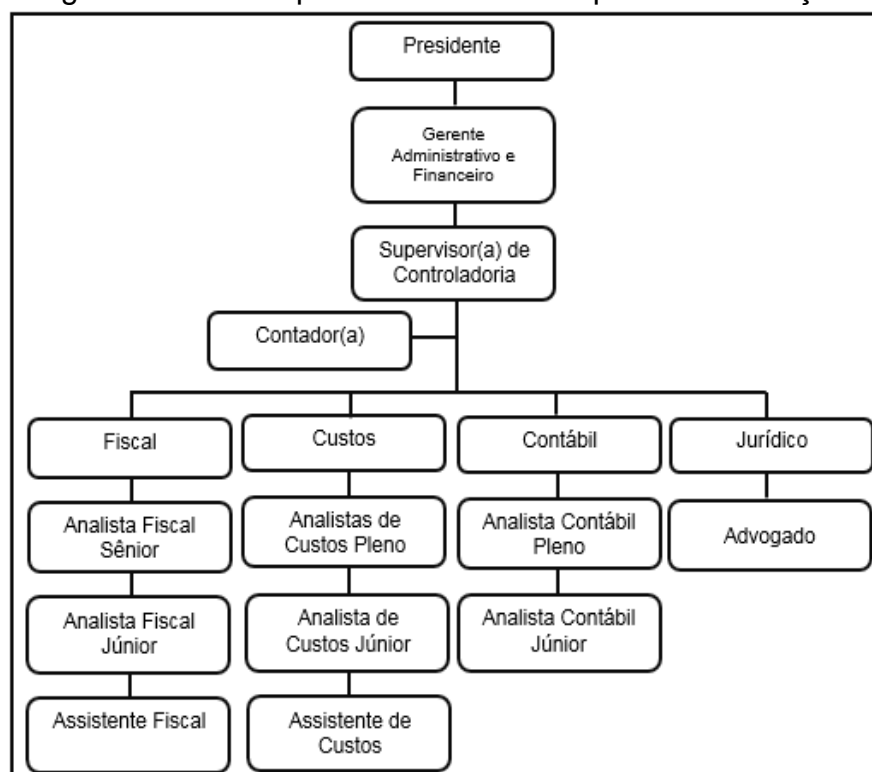 Presidente
Gerente
Administrativo e
Financeiro
Supervisor(a) de
Controladoria
Contador(a)
Fiscal
Custos
Contábil
Jurídico
Analista Fiscal
Sênior
Analistas de
Custos Pleno
Analista Contábil
Pleno
Advogado
Analista Fiscal
Júnior
Analista de
Custos Júnior
Analista Contábil
Júnior
Assistente Fiscal
Assistente de
Custos